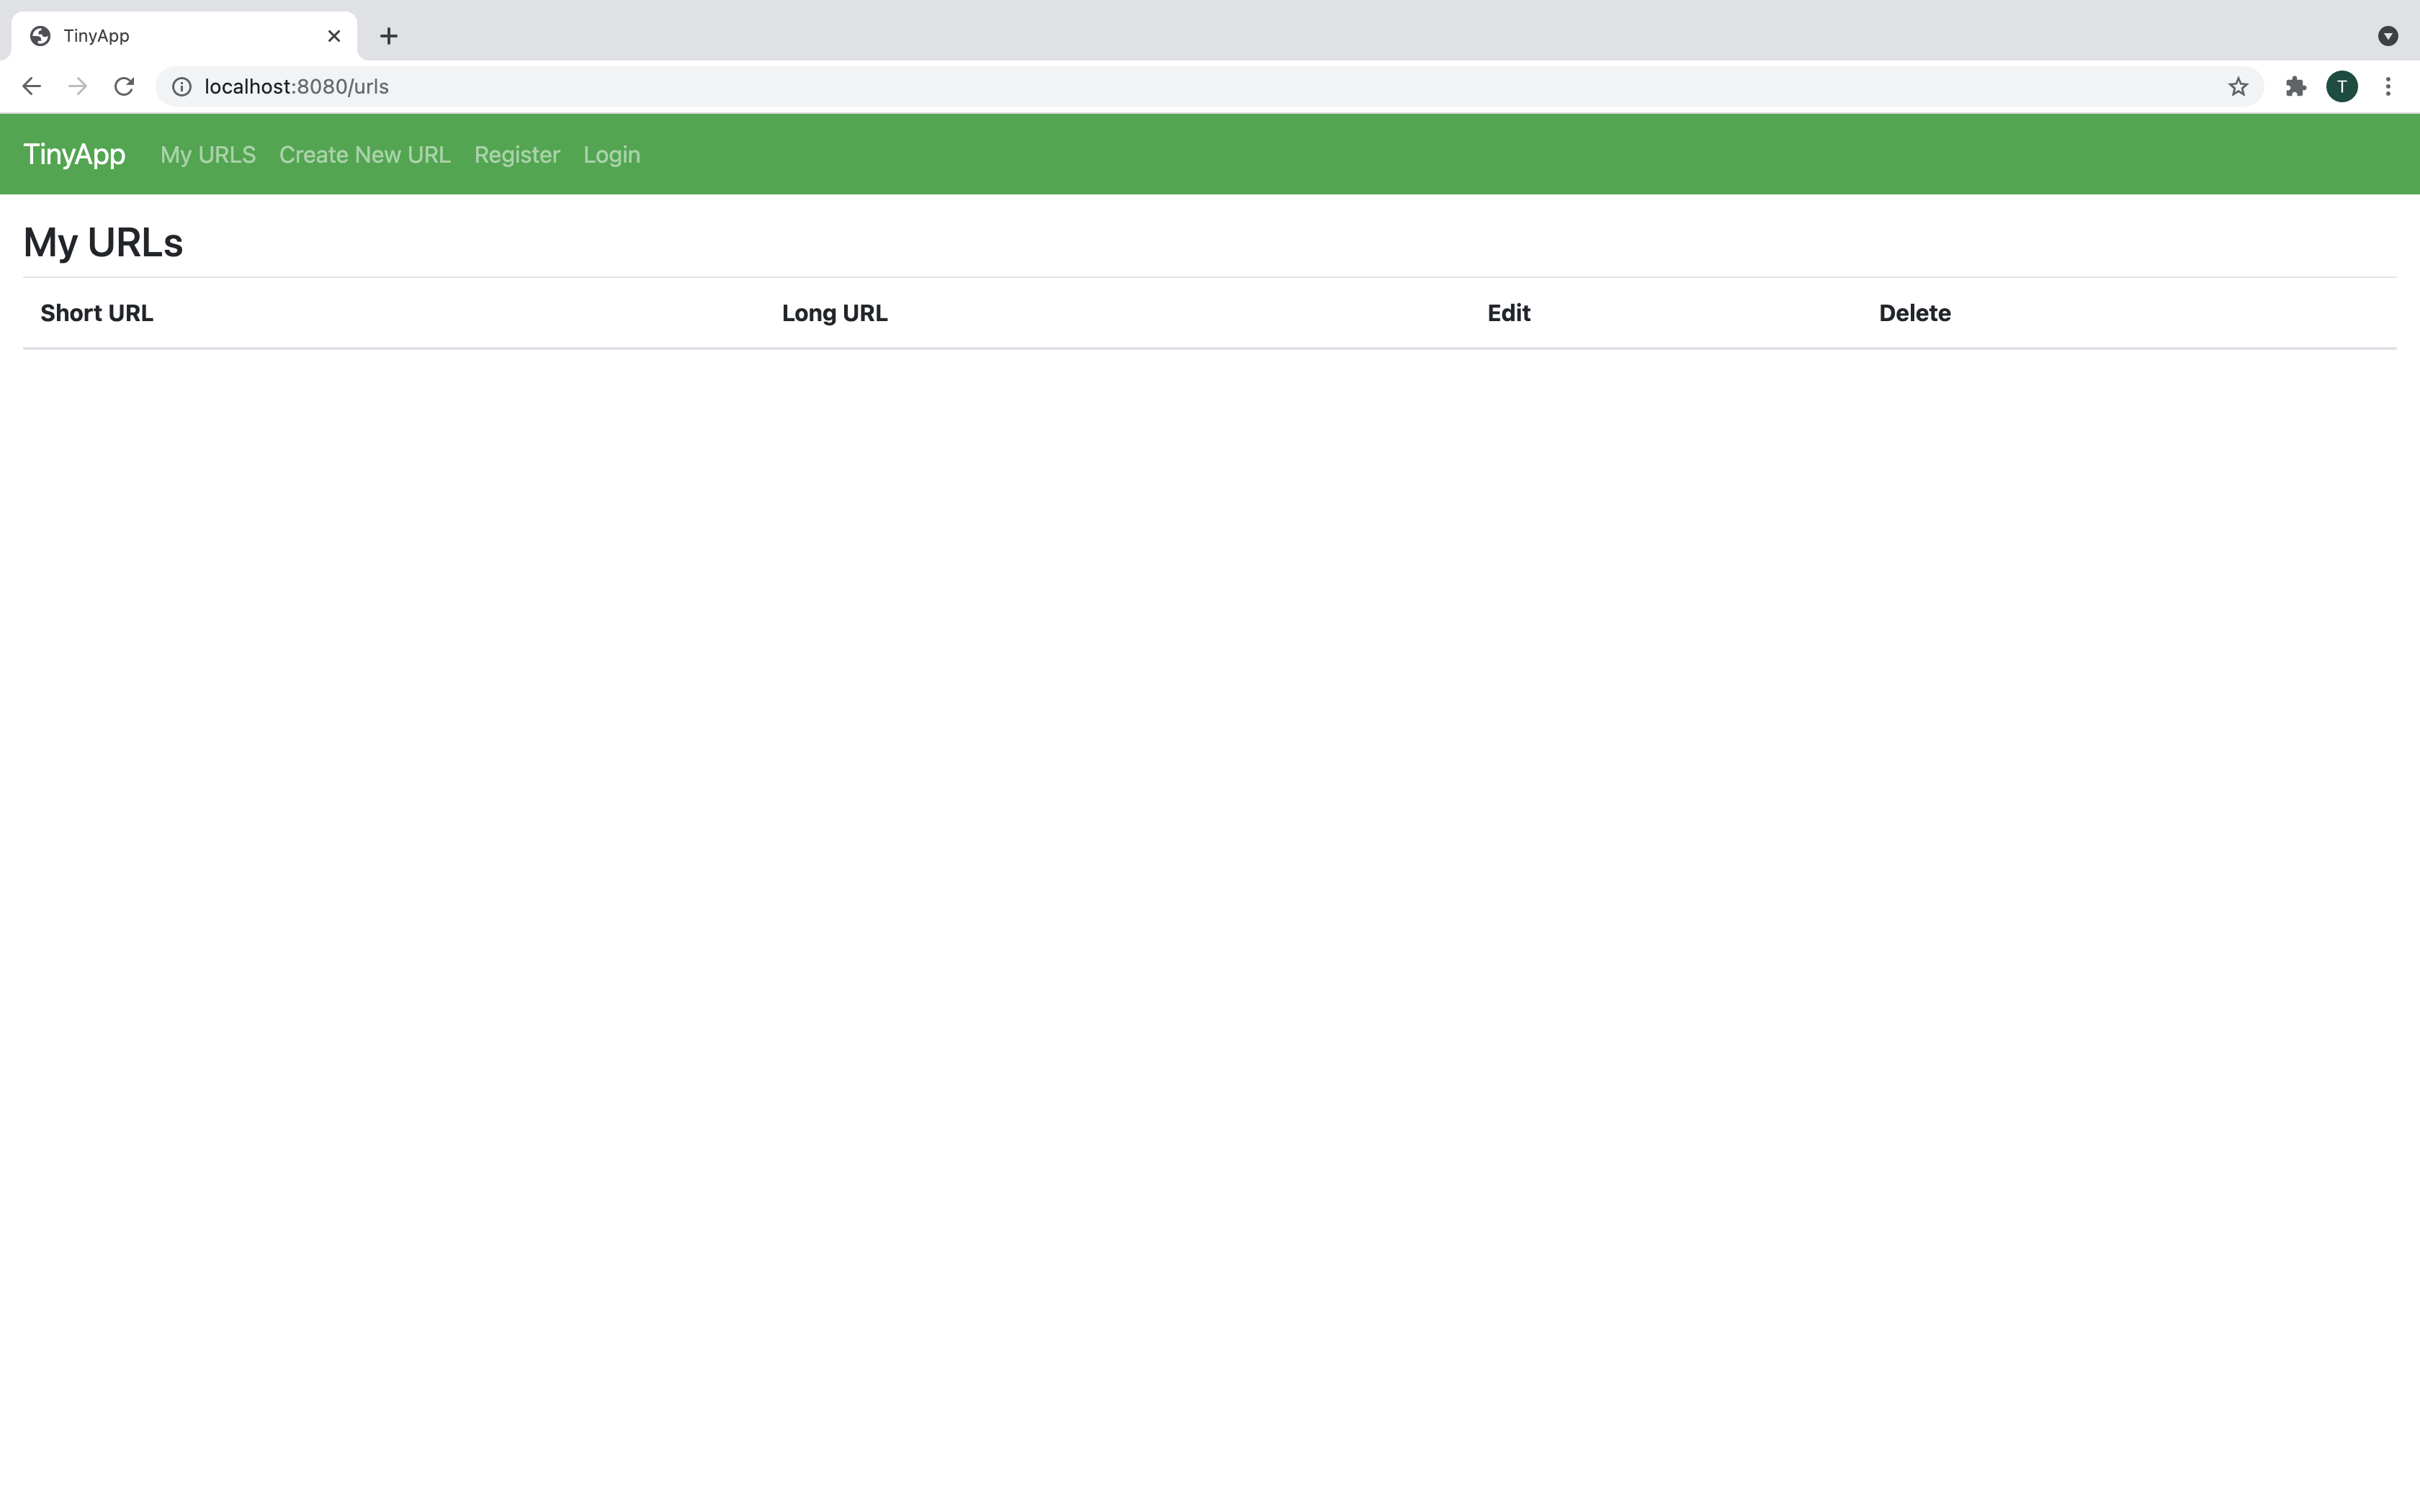 TinyApp
localhost:8080/urls
T
TinyApp My URLS Create New URL Register Login
My URLs
Short URL Long URL Edit Delete